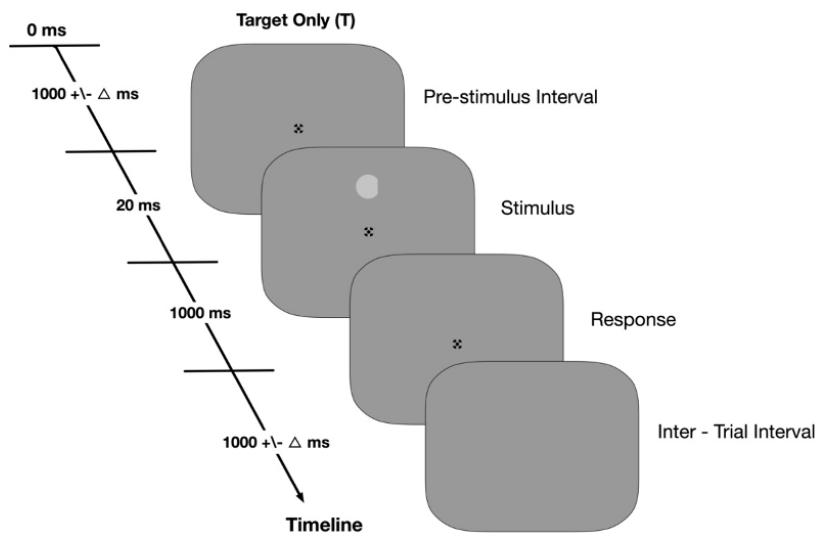 Target Only (T)
0 ms
1000 +\- △ ms
Pre-stimulus Interval
20 ms
Stimulus
1000 ms
Response
1000 +\- △ ms
Inter - Trial Interval
Timeline